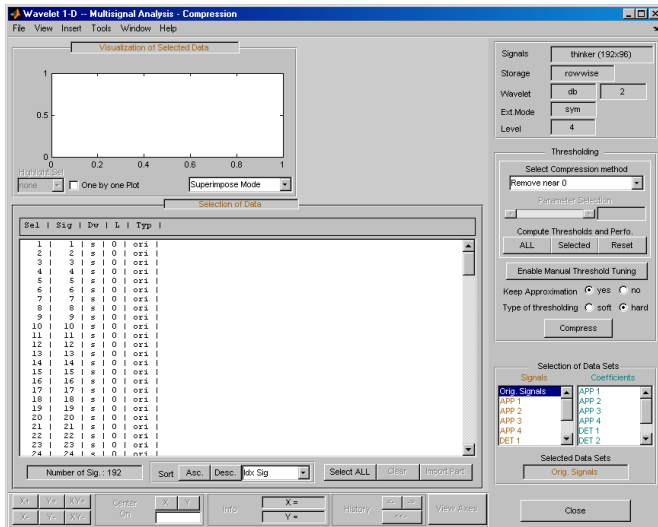 Wavelet 1-D -- Multisignal Analysis - Compression
File View Insert Tools Window Help
Visualization of Selected Data
1
0.5
0
0 0.2 0.4 0.6 0.8 1
Highlight Sel
none One by one Plot Superimpose Mode
Selection of Data
Sel | Sig | Dw | L | Typ |
1 | 1 | s | 0 | ori |
2 | 2 | s | 0 | ori |
3 | 3 | s | 0 | ori |
4 | 4 | s | 0 | ori |
5 | 5 | s | 0 | ori |
6 | 6 | s | 0 | ori |
7 | 7 | s | 0 | ori |
8 | 8 | s | 0 | ori |
9 | 9 | s | 0 | ori |
10 | 10 | s | 0 | ori |
11 | 11 | s | 0 | ori |
12 | 12 | s | 0 | ori |
13 | 13 | s | 0 | ori |
14 | 14 | s | 0 | ori |
15 | 15 | s | 0 | ori |
16 | 16 | s | 0 | ori |
17 | 17 | s | 0 | ori |
18 | 18 | s | 0 | ori |
19 | 19 | s | 0 | ori |
20 | 20 | s | 0 | ori |
21 | 21 | s | 0 | ori |
22 | 22 | s | 0 | ori |
23 | 23 | s | 0 | ori |
24 | 24 | s | 0 | ori |
Number of Sig. : 192 Sort Asc. Desc. Idx Sig Select ALL Clear Import Part
X+ Y+ XY+
X- Y- XY-
Center
On
X Y
Info
X =
Y =
History
<- ->
<<-
View Axes
Signals thinker (192x96)
Storage rowwise
Wavelet db 2
Ext.Mode sym
Level 4
Thresholding
Select Compression method
Remove near 0
Parameter Selection
Compute Thresholds and Perfo.
ALL Selected Reset
Enable Manual Threshold Tuning
Keep Approximation yes no
Type of thresholding soft hard
Compress
Selection of Data Sets
Signals Coefficients
Orig. Signals APP 1
APP 1 APP 2
APP 2 APP 3
APP 3 APP 4
APP 4 DET 1
DET 1 DET 2
Selected Data Sets
Orig. Signals
Close